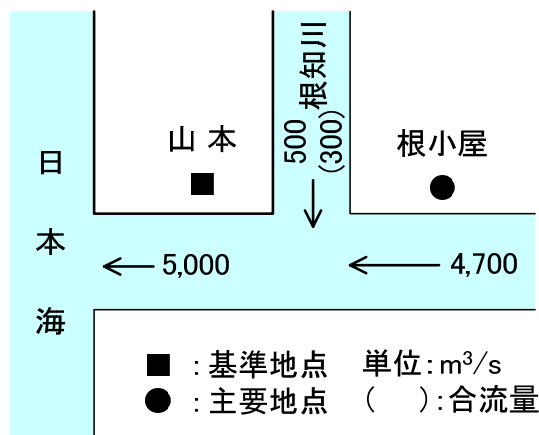 日本海
山本
根知川
500
(300)
根小屋
5,000
4,700
■：基準地点　単位：m³/s
●：主要地点　(　)：合流量